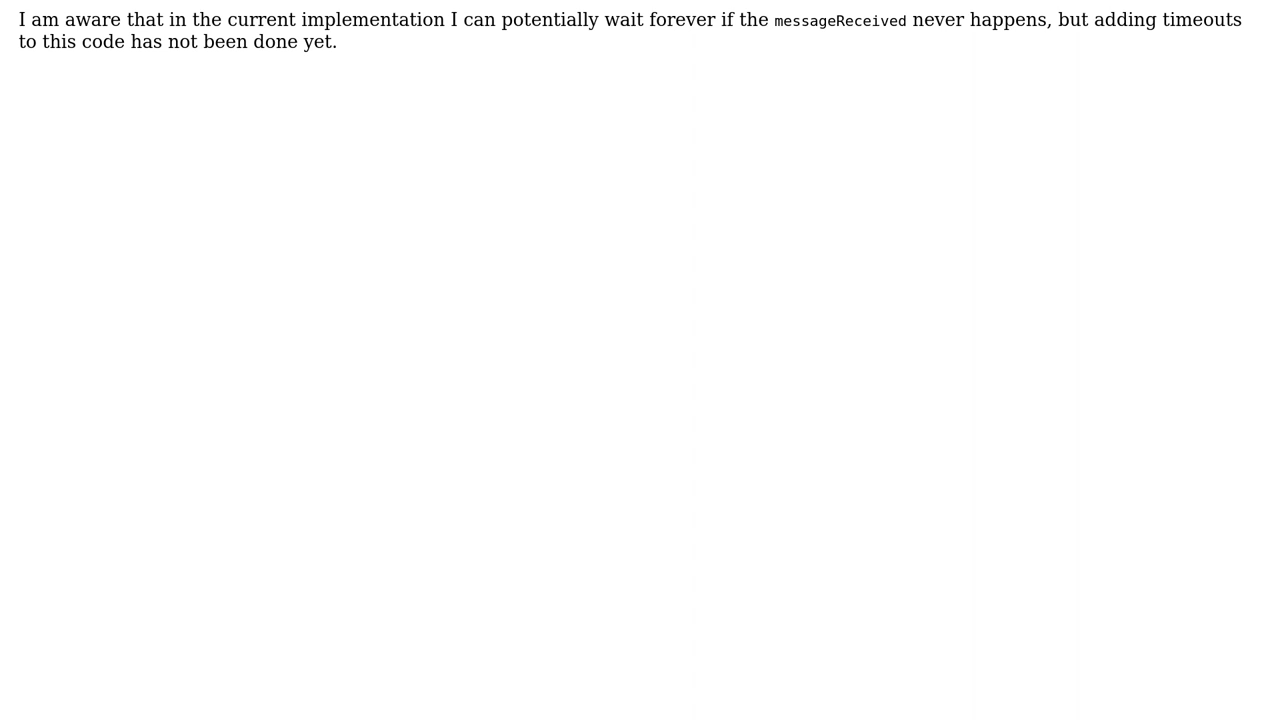 I am aware that in the current implementation I can potentially wait forever if the messageReceived never happens, but adding timeouts
to this code has not been done yet.